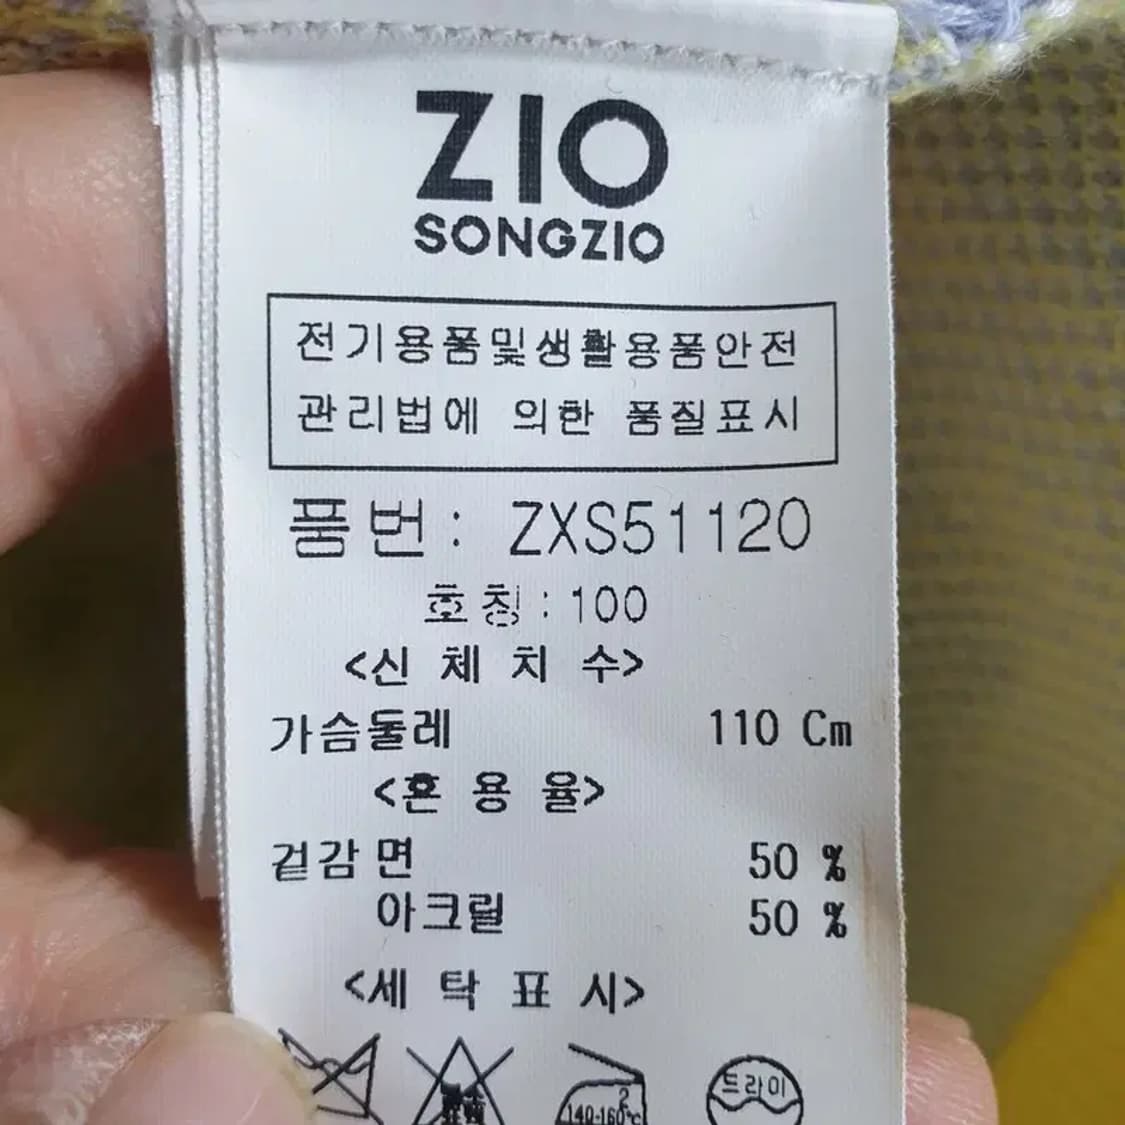 ZIO
SONGZIO
전기용품및생활용품안전
관리법에 의한 품질표시
품번: ZXS51120
호칭:100
<신 체 치 수>
가슴둘레 110 Cm
<혼 용 율>
겉감 면 50 %
아크릴 50 %
<세 탁 표 시>
2
140-160℃
드라이